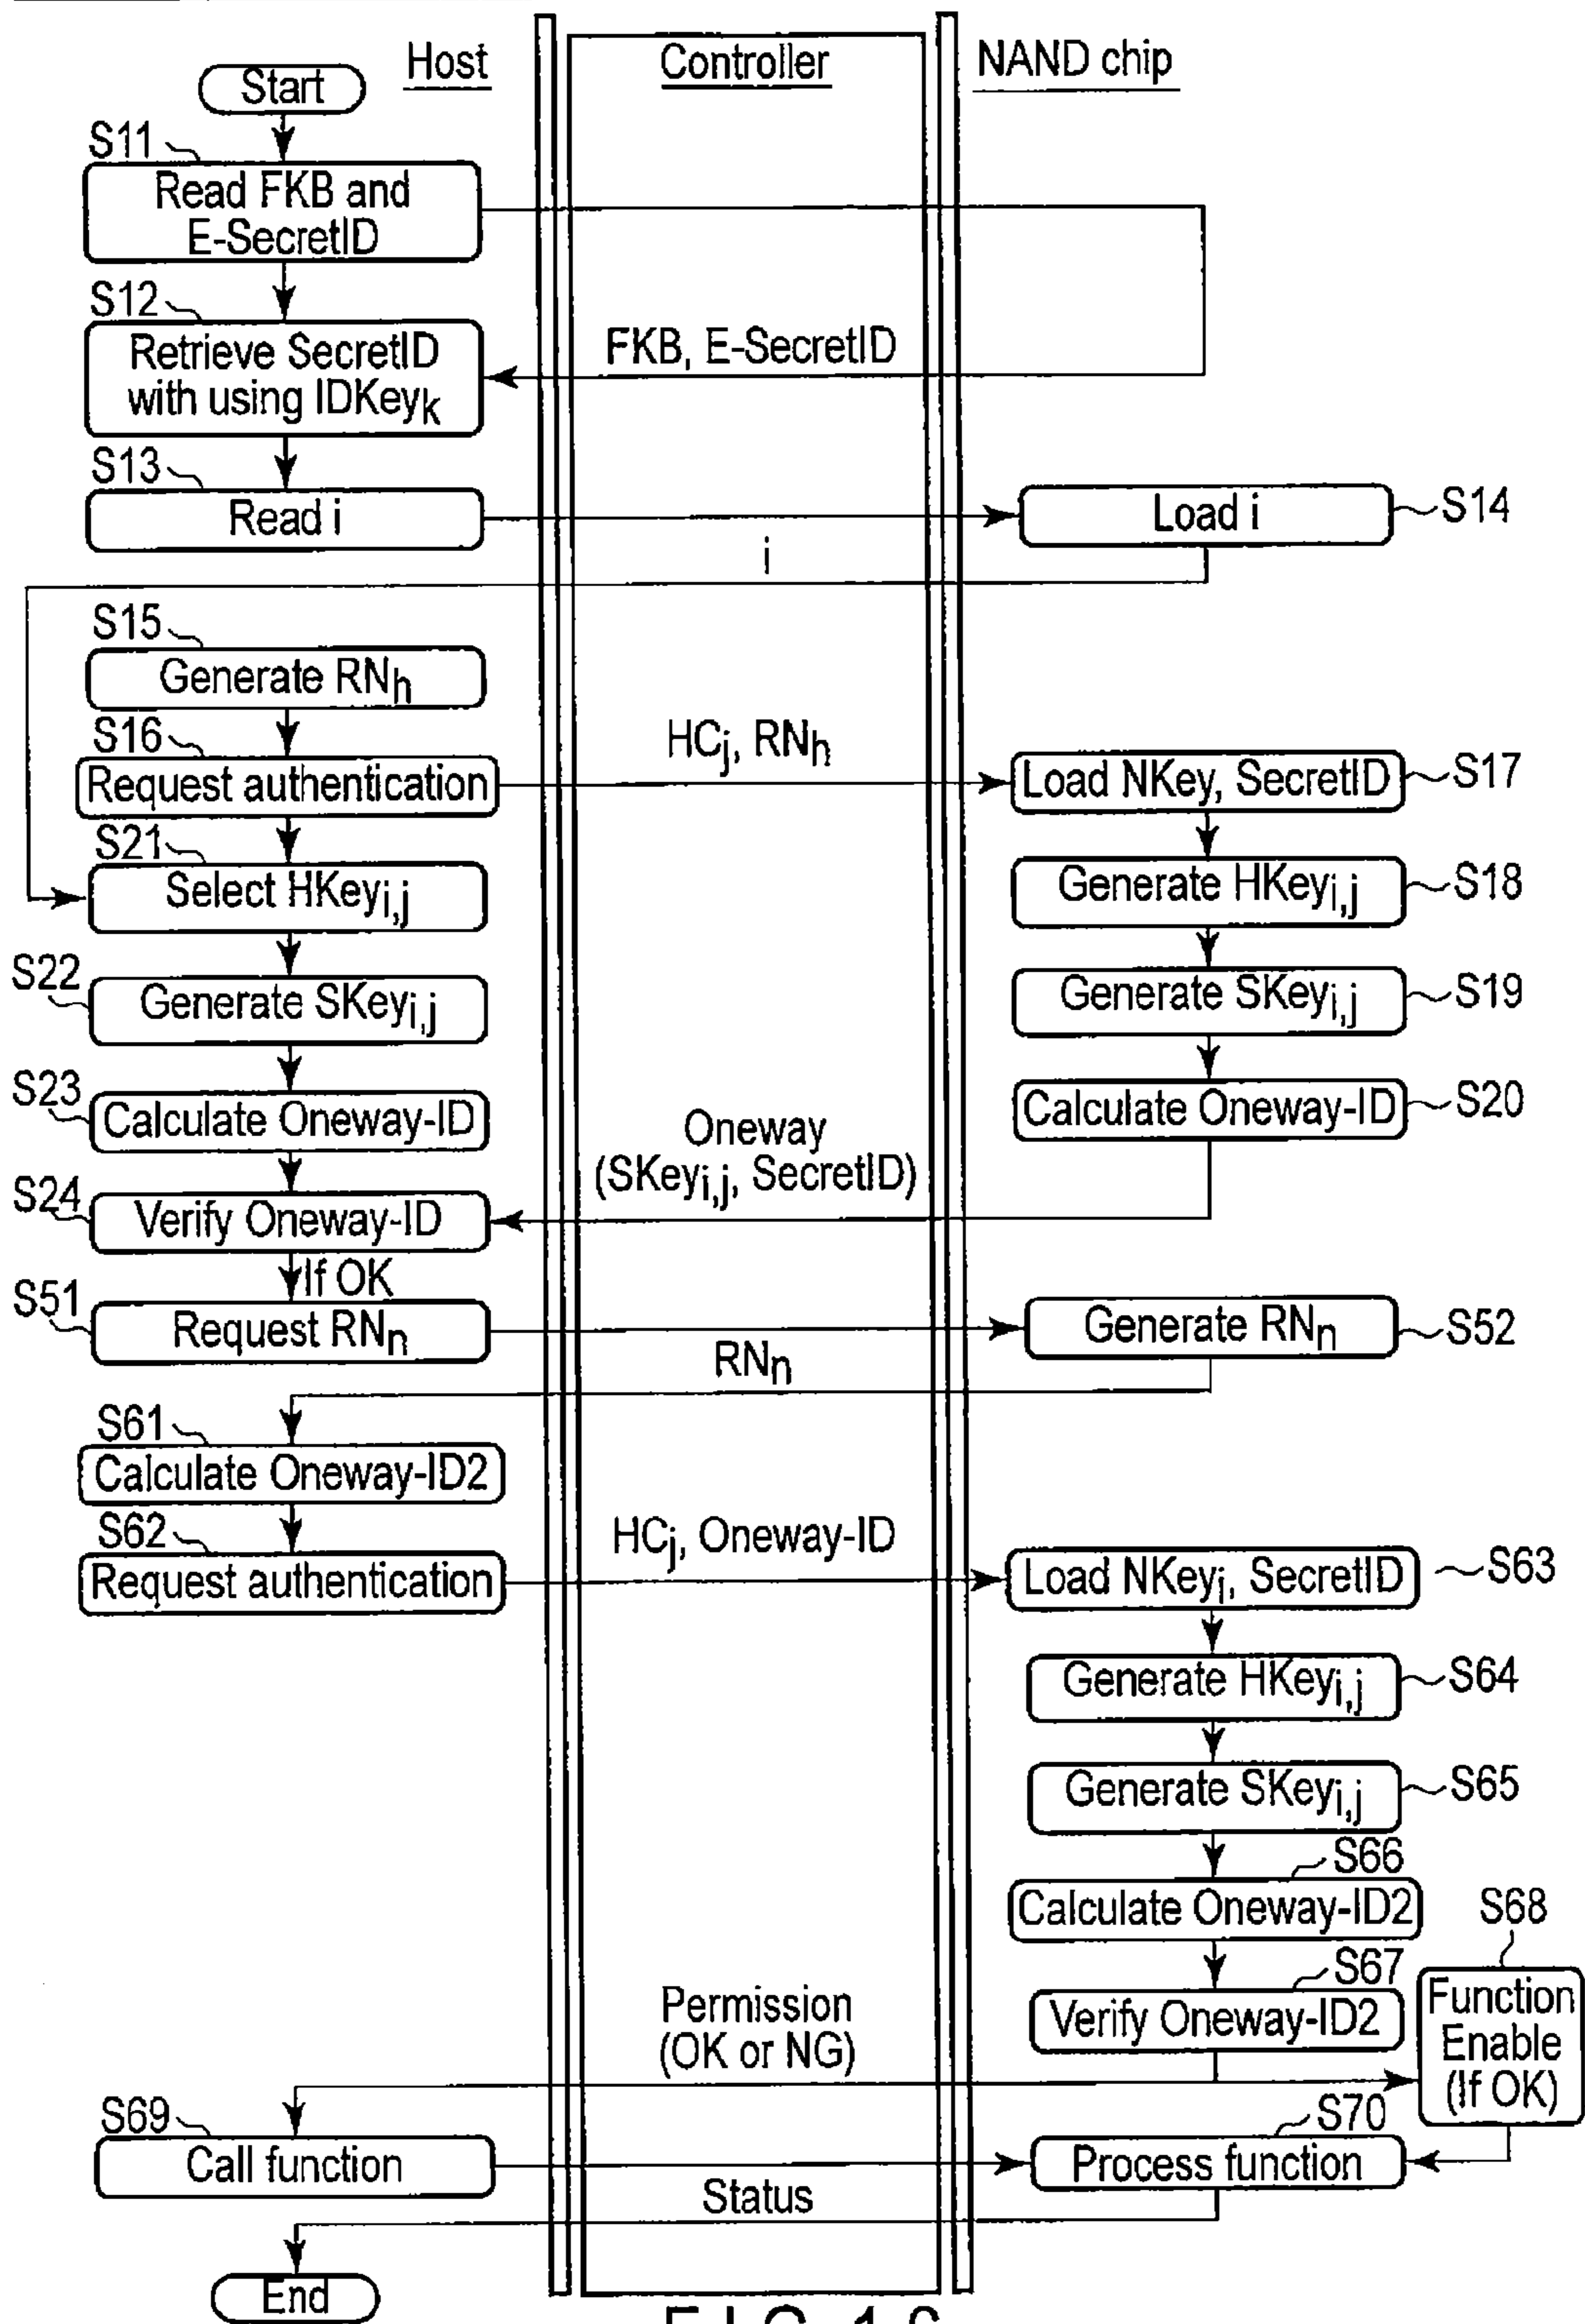 Host
Controller
NAND chip
Start
S11
Read FKB and
E-SecretID
S12
Retrieve SecretID
with using IDKeyk
FKB, E-SecretID
S13
Read i
Load i
S14
i
S15
Generate RNh
S16
Request authentication
HCj, RNh
Load NKey, SecretID
S17
S21
Select HKeyi,j
Generate HKeyi,j
S18
S22
Generate SKeyi,j
Generate SKeyi,j
S19
S23
Calculate Oneway-ID
Calculate Oneway-ID
S20
Oneway
(SKeyi,j, SecretID)
S24
Verify Oneway-ID
If OK
S51
Request RNn
Generate RNn
S52
RNn
S61
Calculate Oneway-ID2
S62
Request authentication
HCj, Oneway-ID
Load NKeyi, SecretID
S63
Generate HKeyi,j
S64
Generate SKeyi,j
S65
S66
Calculate Oneway-ID2
S67
Verify Oneway-ID2
S68
Function
Enable
(If OK)
Permission
(OK or NG)
S69
Call function
S70
Process function
Status
End